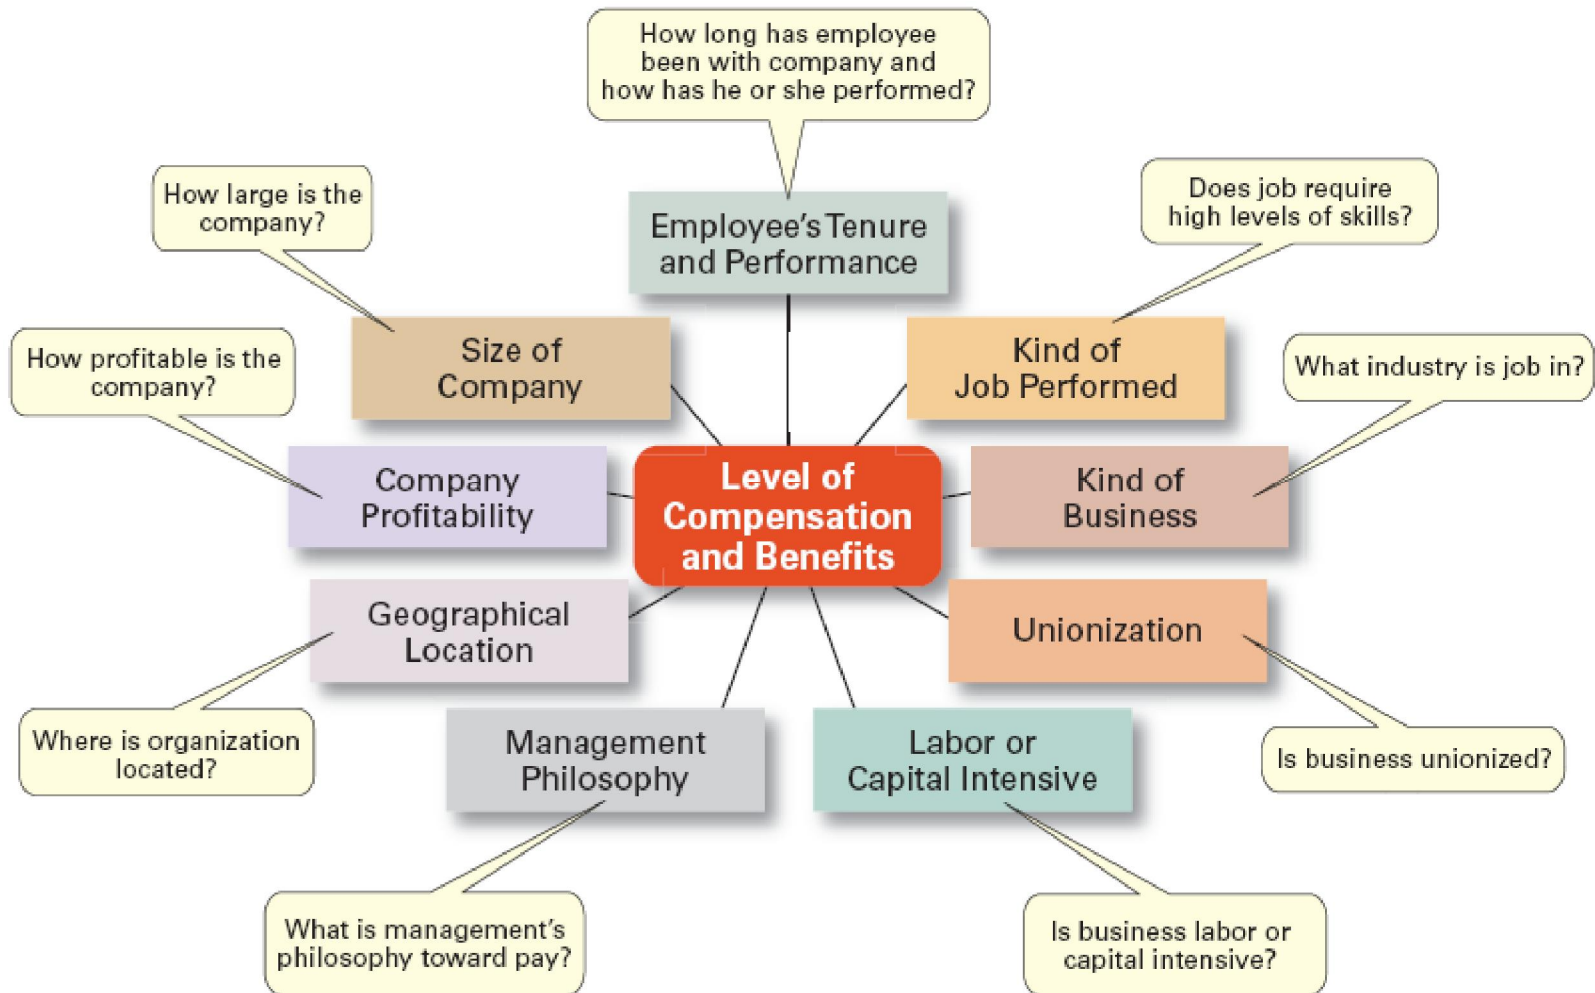 How long has employee
been with company and
how has he or she performed?
Employee's Tenure
and Performance
How large is the
company?
Size of
Company
Does job require
high levels of skills?
Kind of
Job Performed
How profitable is the
company?
Company
Profitability
What industry is job in?
Kind of
Business
Level of
Compensation
and Benefits
Geographical
Location
Where is organization
located?
Unionization
Is business unionized?
Management
Philosophy
What is management's
philosophy toward pay?
Labor or
Capital Intensive
Is business labor or
capital intensive?